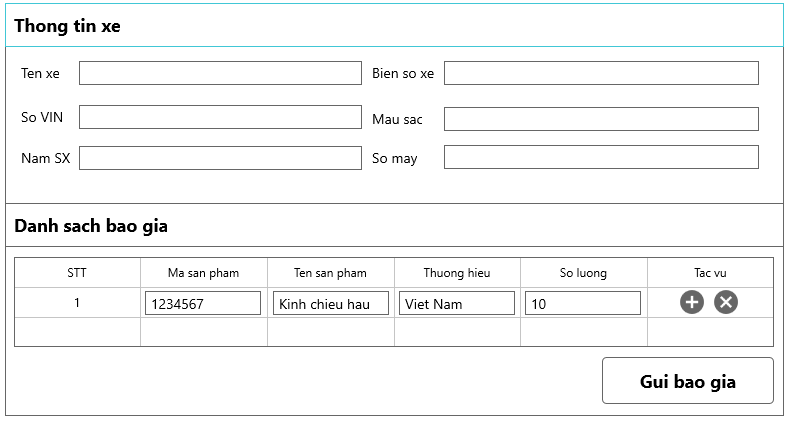 Thong tin xe
Ten xe Bien so xe
So VIN Mau sac
Nam SX So may
Danh sach bao gia
STT Ma san pham Ten san pham Thuong hieu So luong Tac vu
1 1234567 Kinh chieu hau Viet Nam 10
Gui bao gia